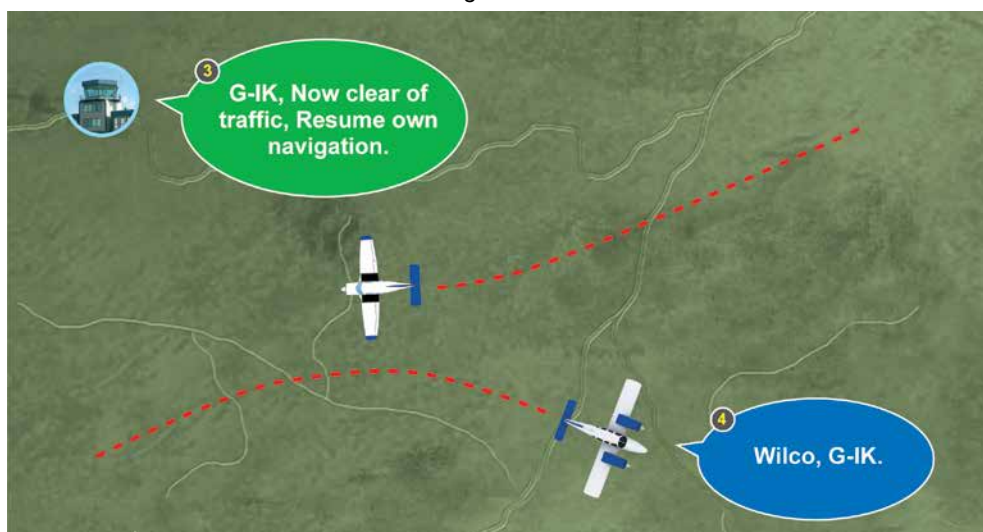 3
G-IK, Now clear of
traffic, Resume own
navigation.
4
Wilco, G-IK.